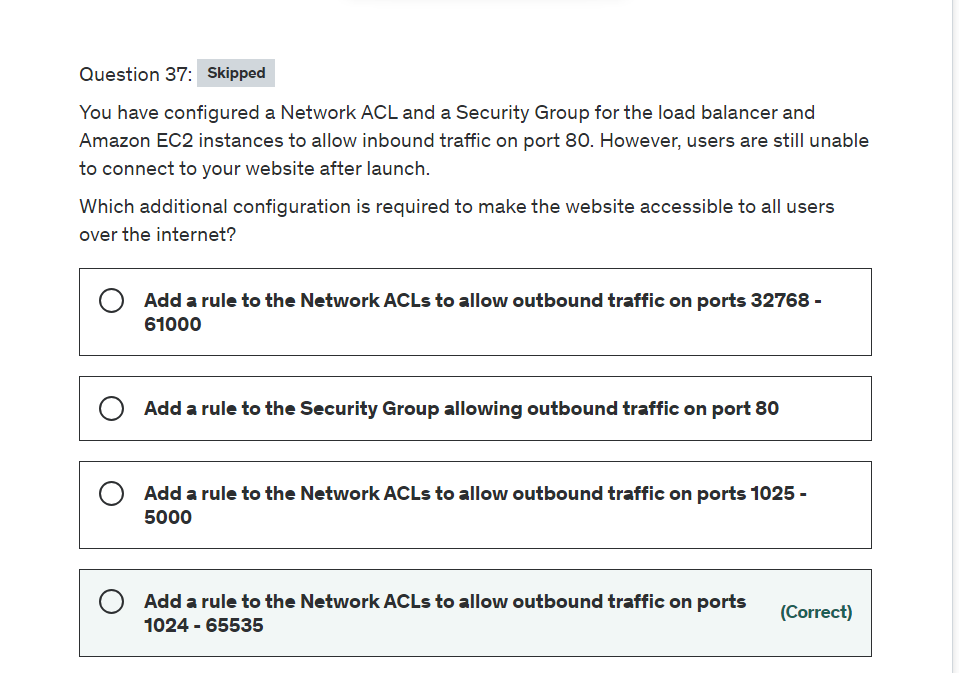 Question 37: Skipped
You have configured a Network ACL and a Security Group for the load balancer and
Amazon EC2 instances to allow inbound traffic on port 80. However, users are still unable
to connect to your website after launch.
Which additional configuration is required to make the website accessible to all users
over the internet?
Add a rule to the Network ACLs to allow outbound traffic on ports 32768 -
61000
Add a rule to the Security Group allowing outbound traffic on port 80
Add a rule to the Network ACLs to allow outbound traffic on ports 1025 -
5000
Add a rule to the Network ACLs to allow outbound traffic on ports
1024 - 65535
(Correct)